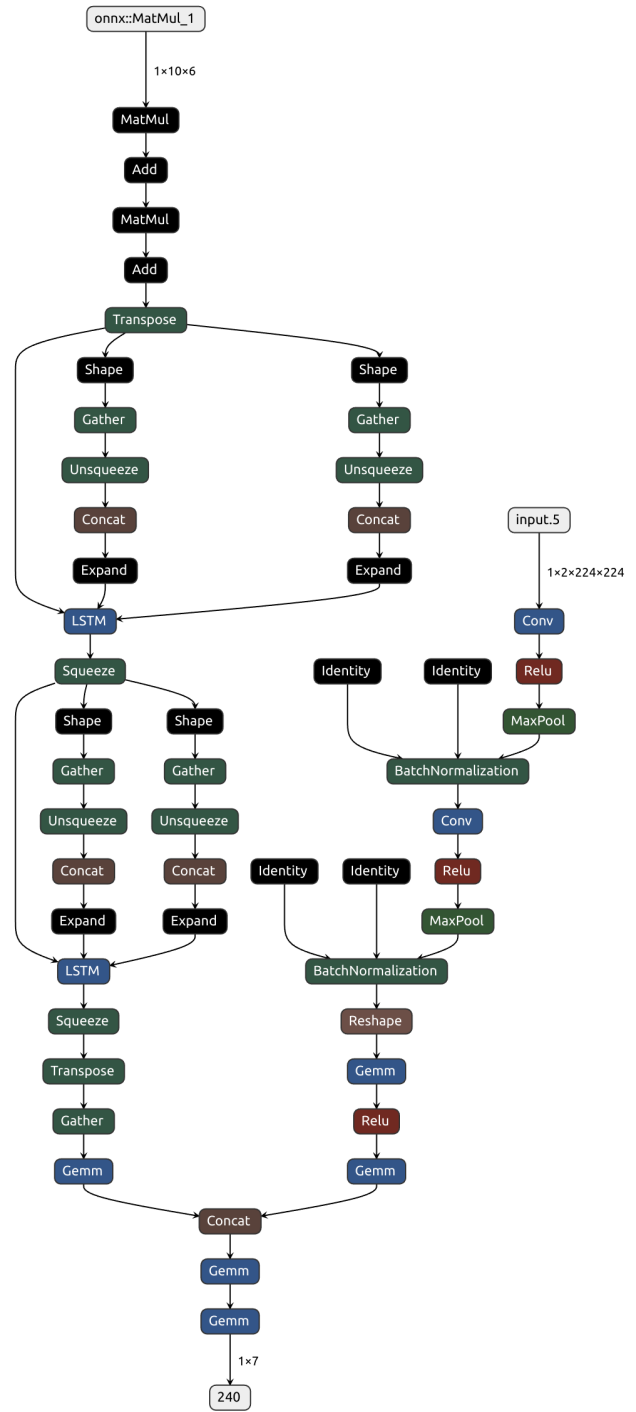 onnx::MatMul_1
1×10×6
MatMul
Add
MatMul
Add
Transpose
Shape
Shape
Gather
Gather
Unsqueeze
Unsqueeze
Concat
Concat
input.5
Expand
Expand
1×2×224×224
LSTM
Conv
Squeeze
Identity
Identity
Relu
Shape
Shape
MaxPool
Gather
Gather
BatchNormalization
Unsqueeze
Unsqueeze
Conv
Concat
Concat
Identity
Identity
Relu
Expand
Expand
MaxPool
LSTM
BatchNormalization
Squeeze
Reshape
Transpose
Gemm
Gather
Relu
Gemm
Gemm
Concat
Gemm
Gemm
1×7
240